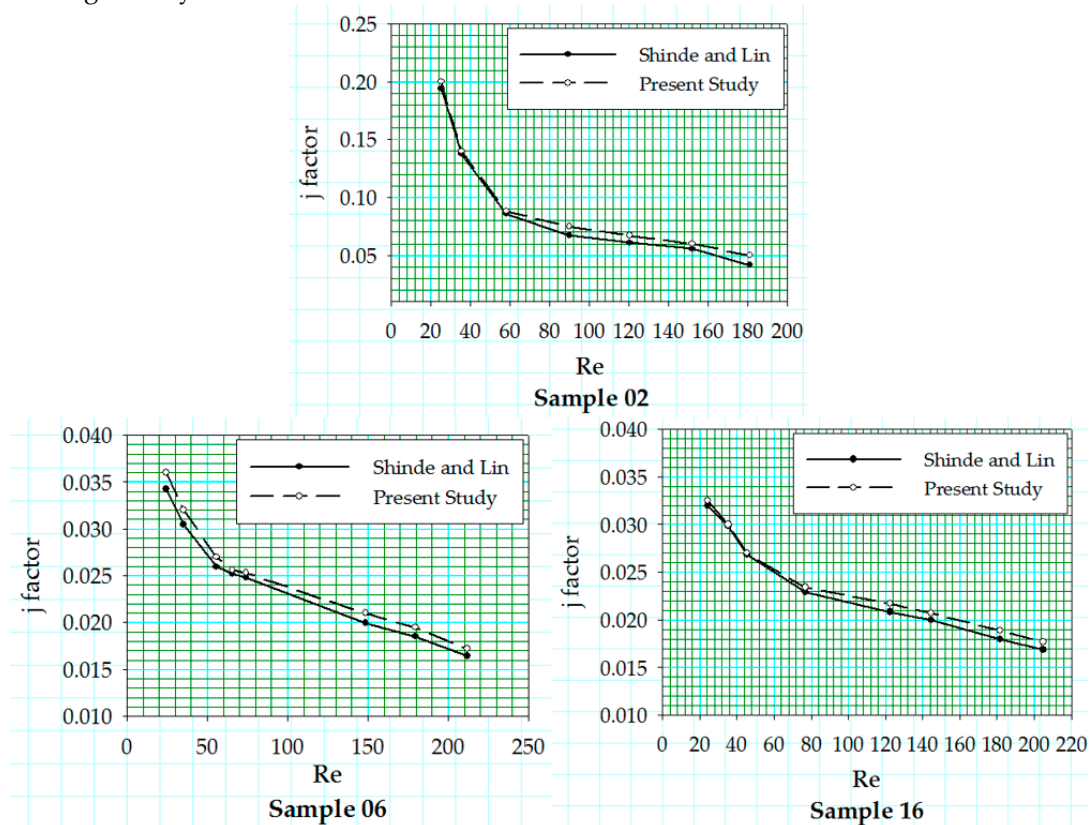 0.25
0.20
0.15
0.10
0.05
j factor
Shinde and Lin
Present Study
0 20 40 60 80 100 120 140 160 180 200
Re
Sample 02
0.040
0.035
0.030
0.025
0.020
0.015
0.010
j factor
Shinde and Lin
Present Study
0 50 100 150 200 250
Re
Sample 06
0.040
0.035
0.030
0.025
0.020
0.015
0.010
j factor
Shinde and Lin
Present Study
0 20 40 60 80 100 120 140 160 180 200 220
Re
Sample 16